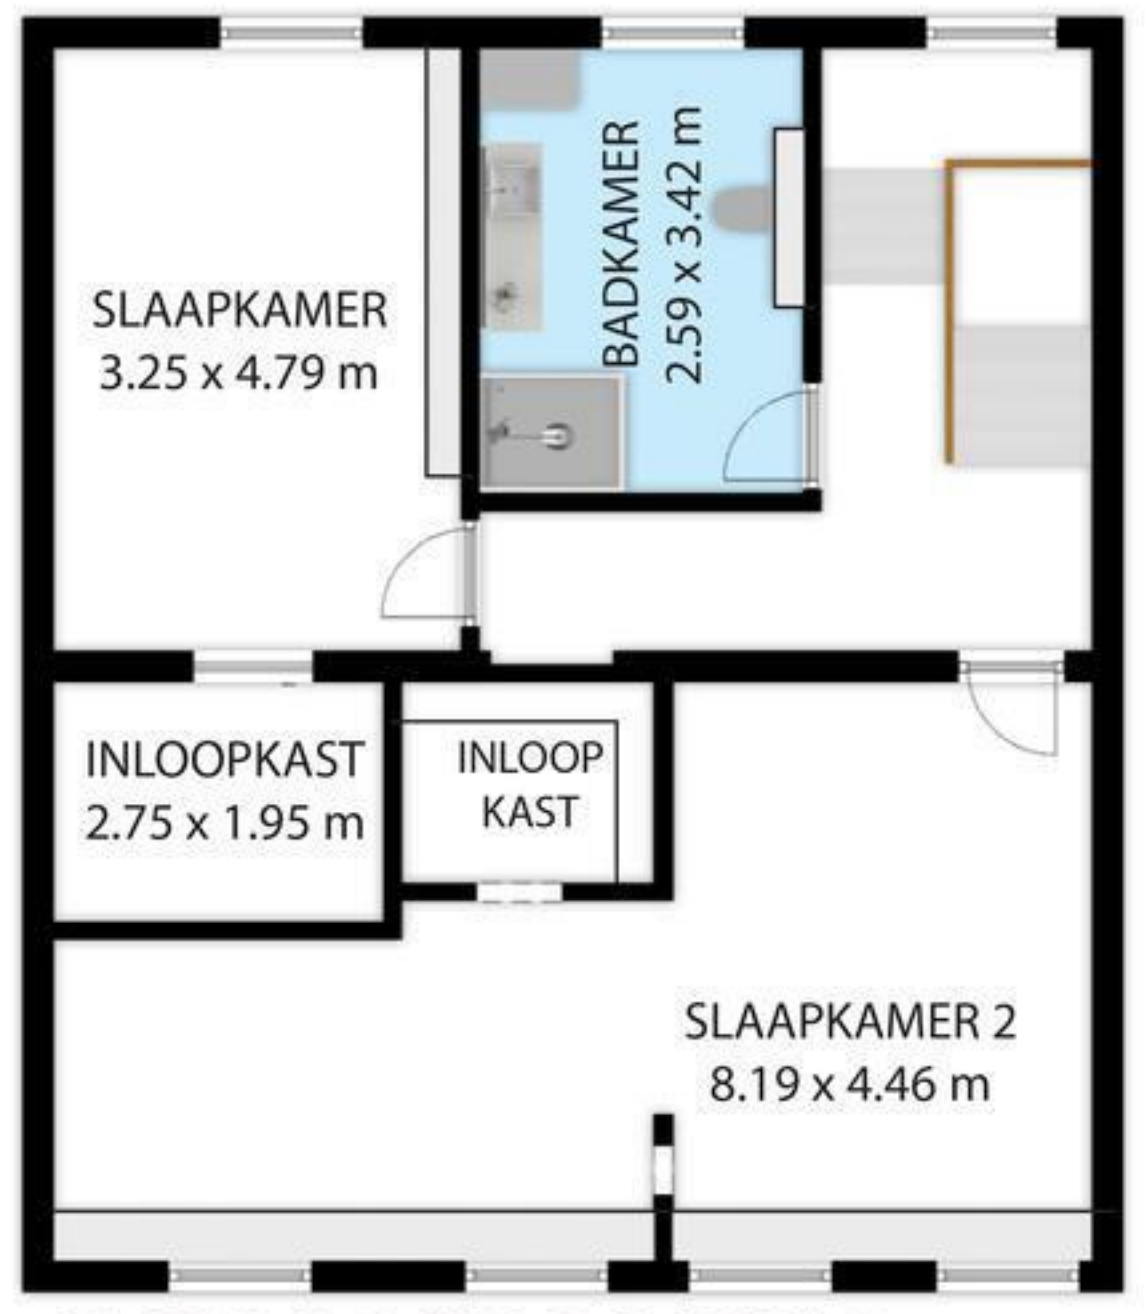 SLAAPKAMER
3.25 x 4.79 m
BADKAMER
2.59 x 3.42 m
INLOOPKAST
2.75 x 1.95 m
INLOOP
KAST
SLAAPKAMER 2
8.19 x 4.46 m